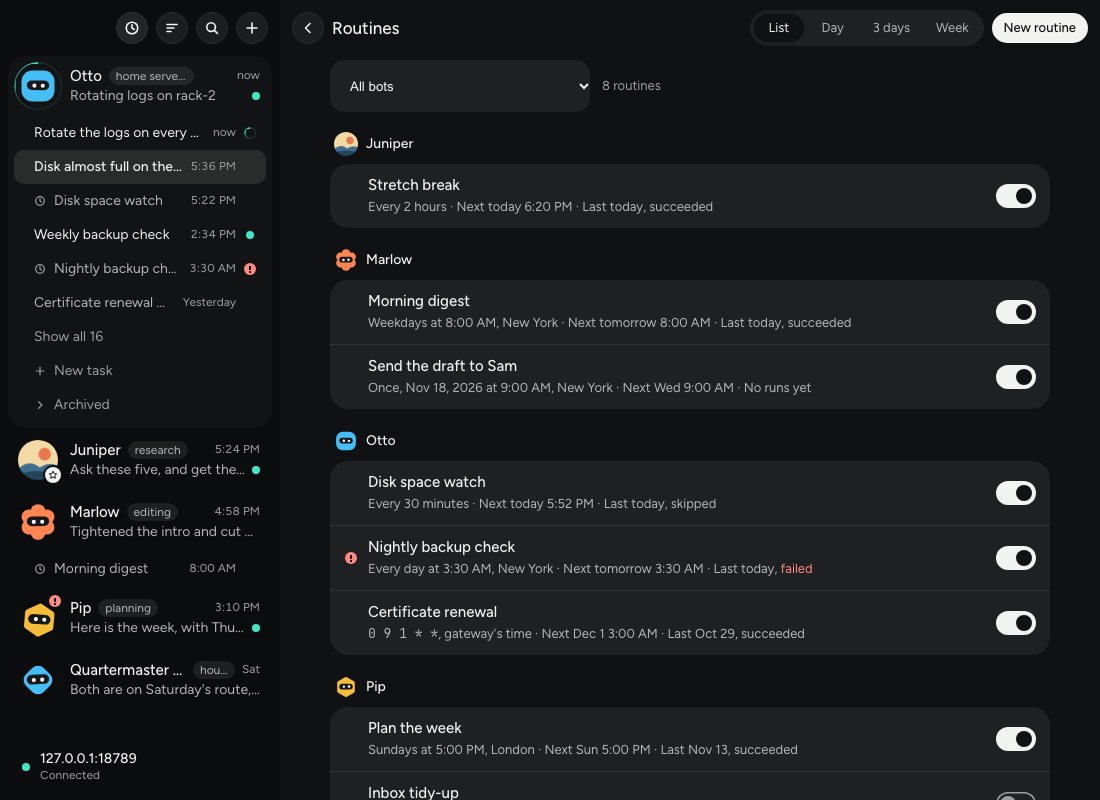 Otto home serve... now
Rotating logs on rack-2
Rotate the logs on every ... now
Disk almost full on the... 5:36 PM
Disk space watch 5:22 PM
Weekly backup check 2:34 PM
Nightly backup ch... 3:30 AM
Certificate renewal ... Yesterday
Show all 16
New task
Archived
Juniper research 5:24 PM
Ask these five, and get the...
Marlow editing 4:58 PM
Tightened the intro and cut ...
Morning digest 8:00 AM
Pip planning 3:10 PM
Here is the week, with Thu...
Quartermaster ... hou... Sat
Both are on Saturday's route,...
127.0.0.1:18789
Connected
Routines
List Day 3 days Week New routine
All bots 8 routines
Juniper
Stretch break
Every 2 hours · Next today 6:20 PM · Last today, succeeded
Marlow
Morning digest
Weekdays at 8:00 AM, New York · Next tomorrow 8:00 AM · Last today, succeeded
Send the draft to Sam
Once, Nov 18, 2026 at 9:00 AM, New York · Next Wed 9:00 AM · No runs yet
Otto
Disk space watch
Every 30 minutes · Next today 5:52 PM · Last today, skipped
Nightly backup check
Every day at 3:30 AM, New York · Next tomorrow 3:30 AM · Last today, failed
Certificate renewal
0 9 1 * *, gateway's time · Next Dec 1 3:00 AM · Last Oct 29, succeeded
Pip
Plan the week
Sundays at 5:00 PM, London · Next Sun 5:00 PM · Last Nov 13, succeeded
Inbox tidy-up